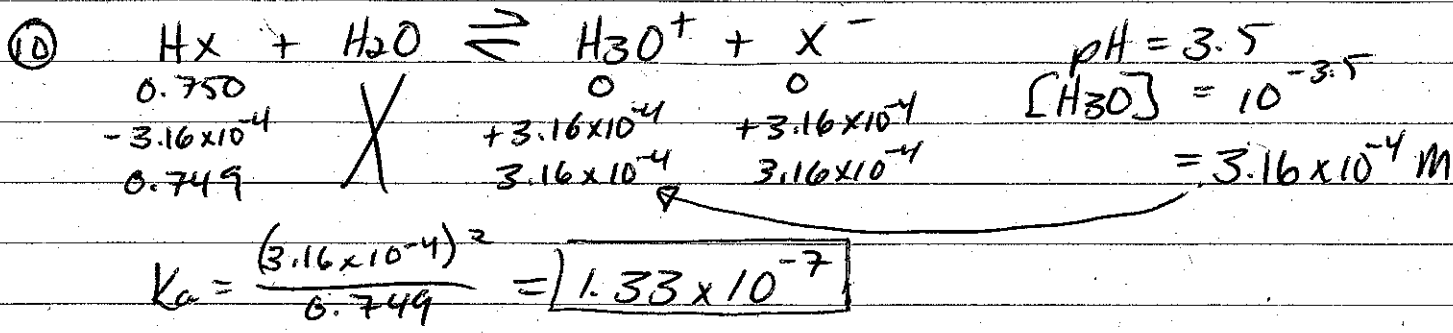 ⑩ Hx + H2O ⇌ H3O⁺ + X⁻ pH = 3.5
0.750 0 0 [H3O] = 10^-3.5
-3.16x10^-4 +3.16x10^-4 +3.16x10^-4
0.749 3.16x10^-4 3.16x10^-4 = 3.16x10^-4 M
Ka = (3.16x10^-4)² / 0.749 = 1.33x10^-7